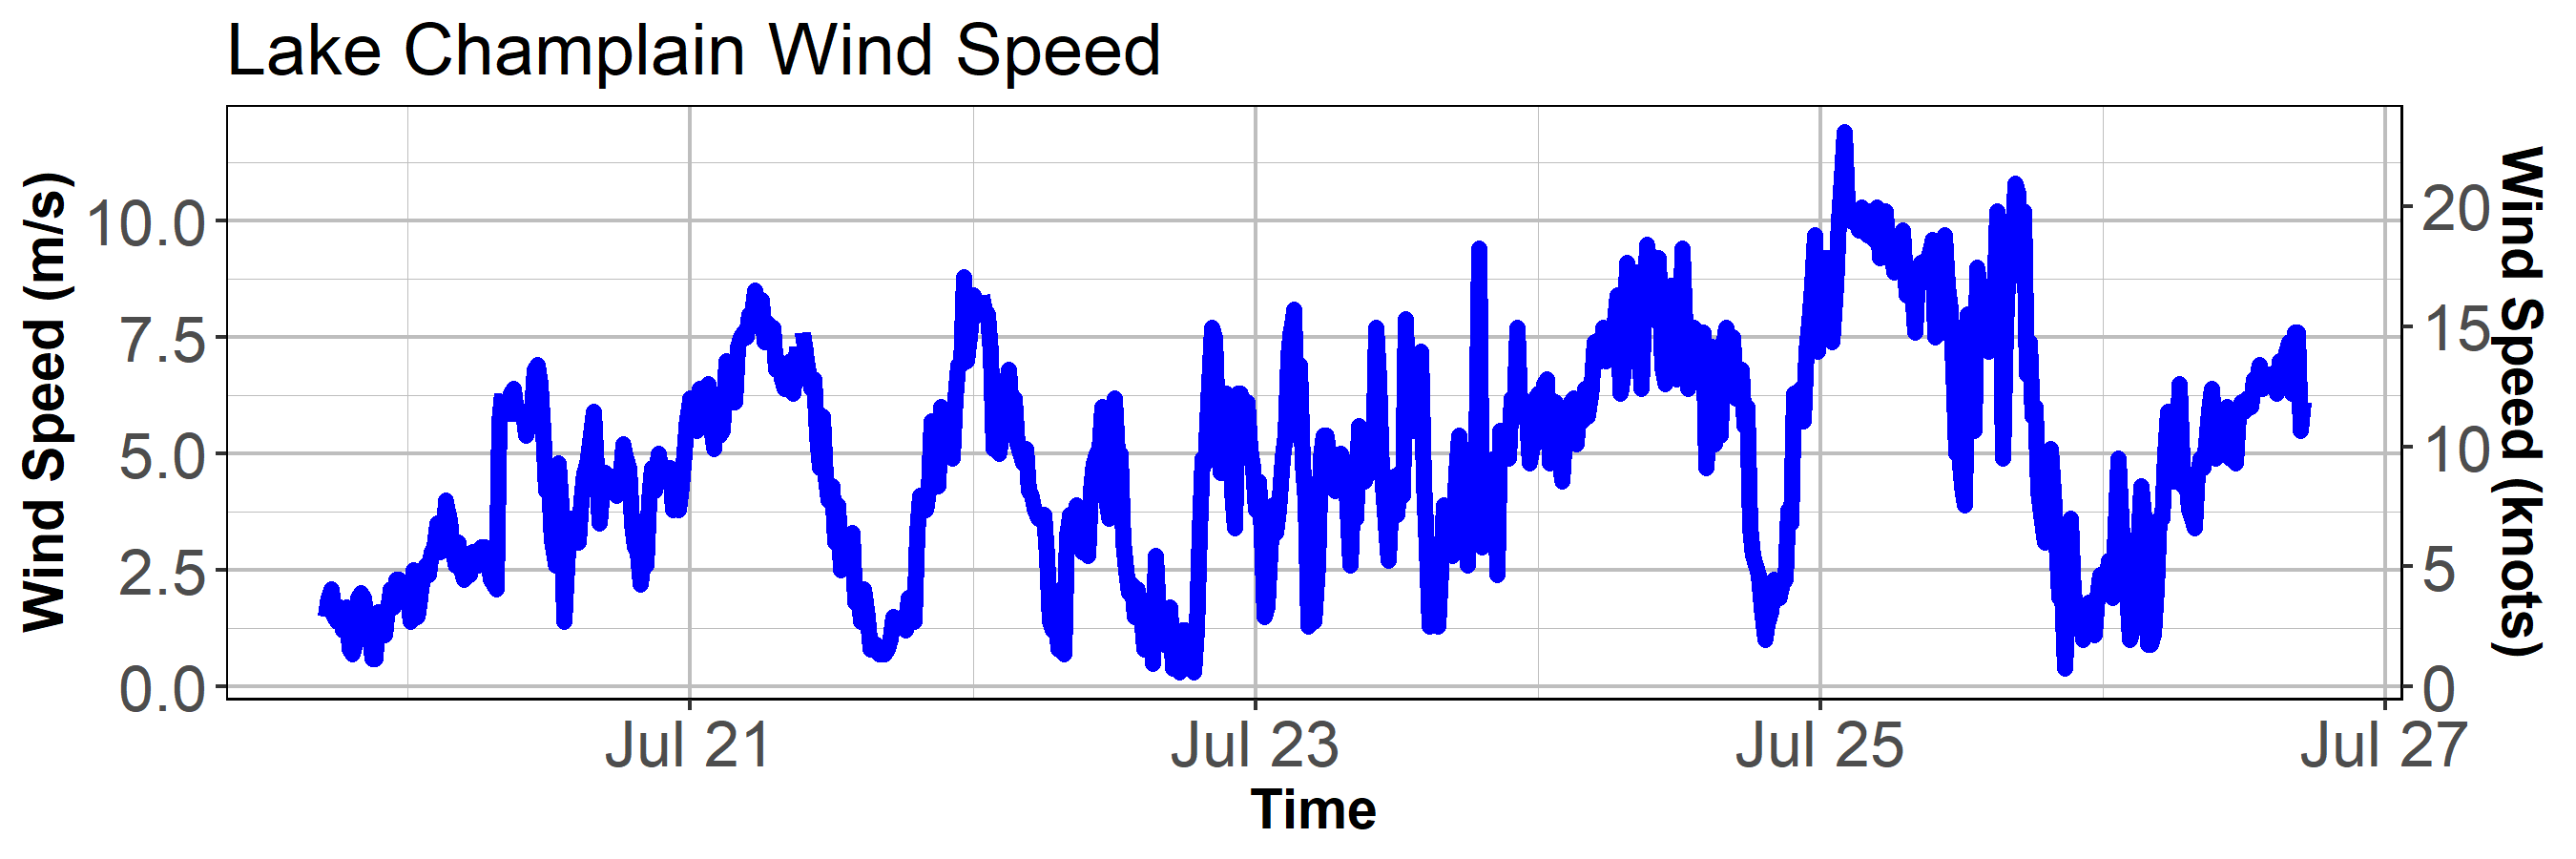 Lake Champlain Wind Speed
Wind Speed (m/s)
10.0
7.5
5.0
2.5
0.0
20
15
10
5
0
Wind Speed (knots)
Jul 21
Jul 23
Jul 25
Jul 27
Time